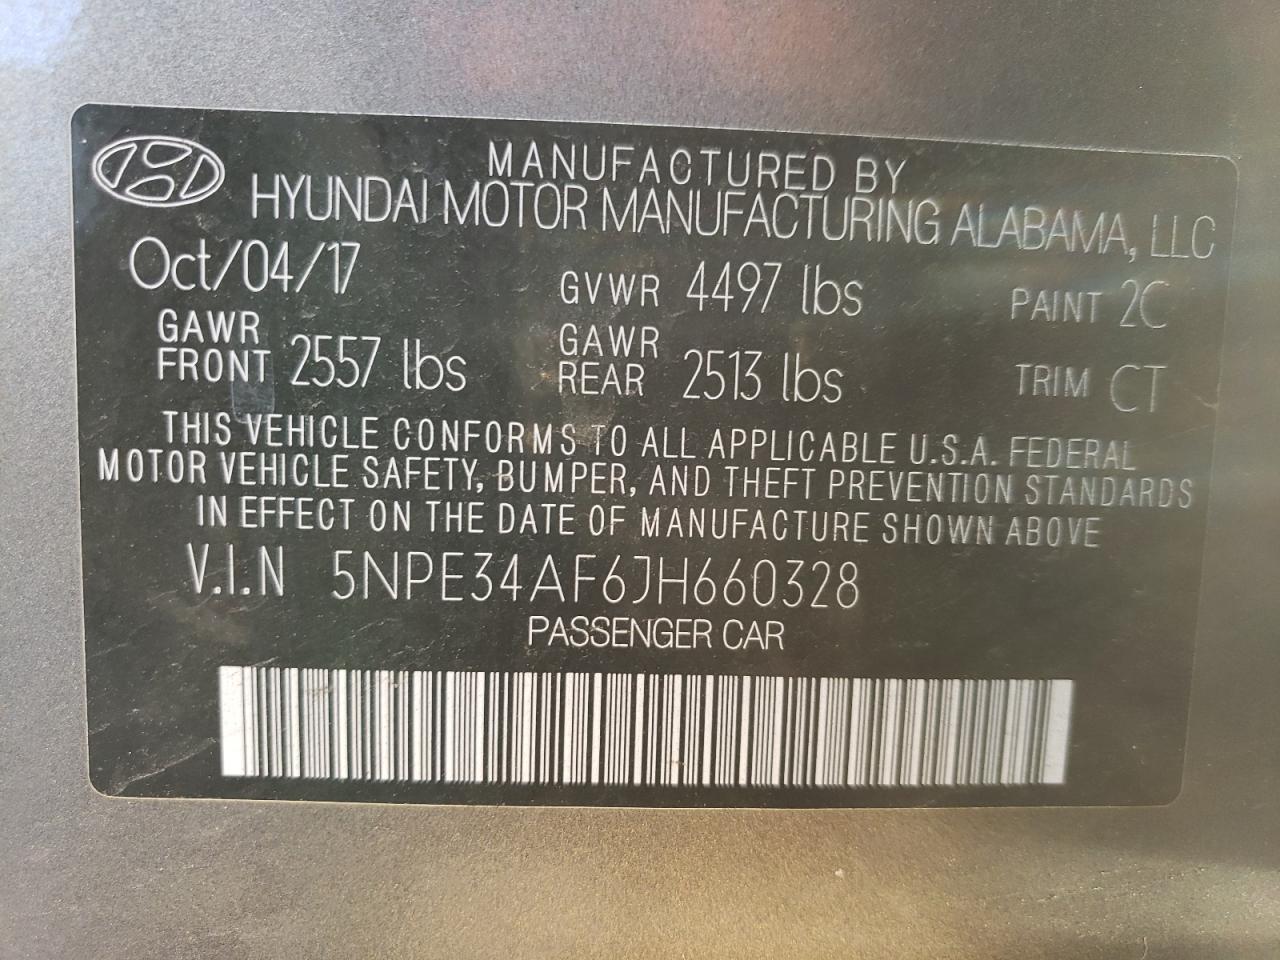 MANUFACTURED BY
HYUNDAI MOTOR MANUFACTURING ALABAMA, LLC
Oct/04/17 GVWR 4497 lbs PAINT 2C
GAWR FRONT 2557 lbs GAWR REAR 2513 lbs TRIM CT
THIS VEHICLE CONFORMS TO ALL APPLICABLE U.S.A. FEDERAL
MOTOR VEHICLE SAFETY, BUMPER, AND THEFT PREVENTION STANDARDS
IN EFFECT ON THE DATE OF MANUFACTURE SHOWN ABOVE
V.I.N 5NPE34AF6JH660328
PASSENGER CAR